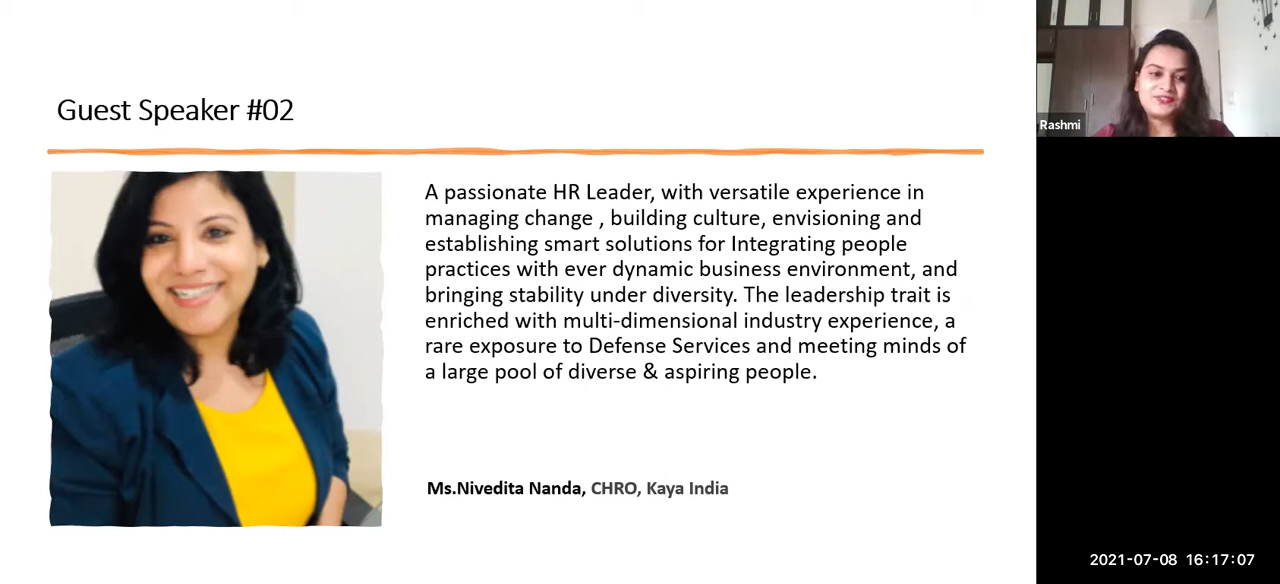 Guest Speaker #02
A passionate HR Leader, with versatile experience in
managing change , building culture, envisioning and
establishing smart solutions for Integrating people
practices with ever dynamic business environment, and
bringing stability under diversity. The leadership trait is
enriched with multi-dimensional industry experience, a
rare exposure to Defense Services and meeting minds of
a large pool of diverse & aspiring people.
Ms.Nivedita Nanda, CHRO, Kaya India
Rashmi
2021-07-08 16:17:07